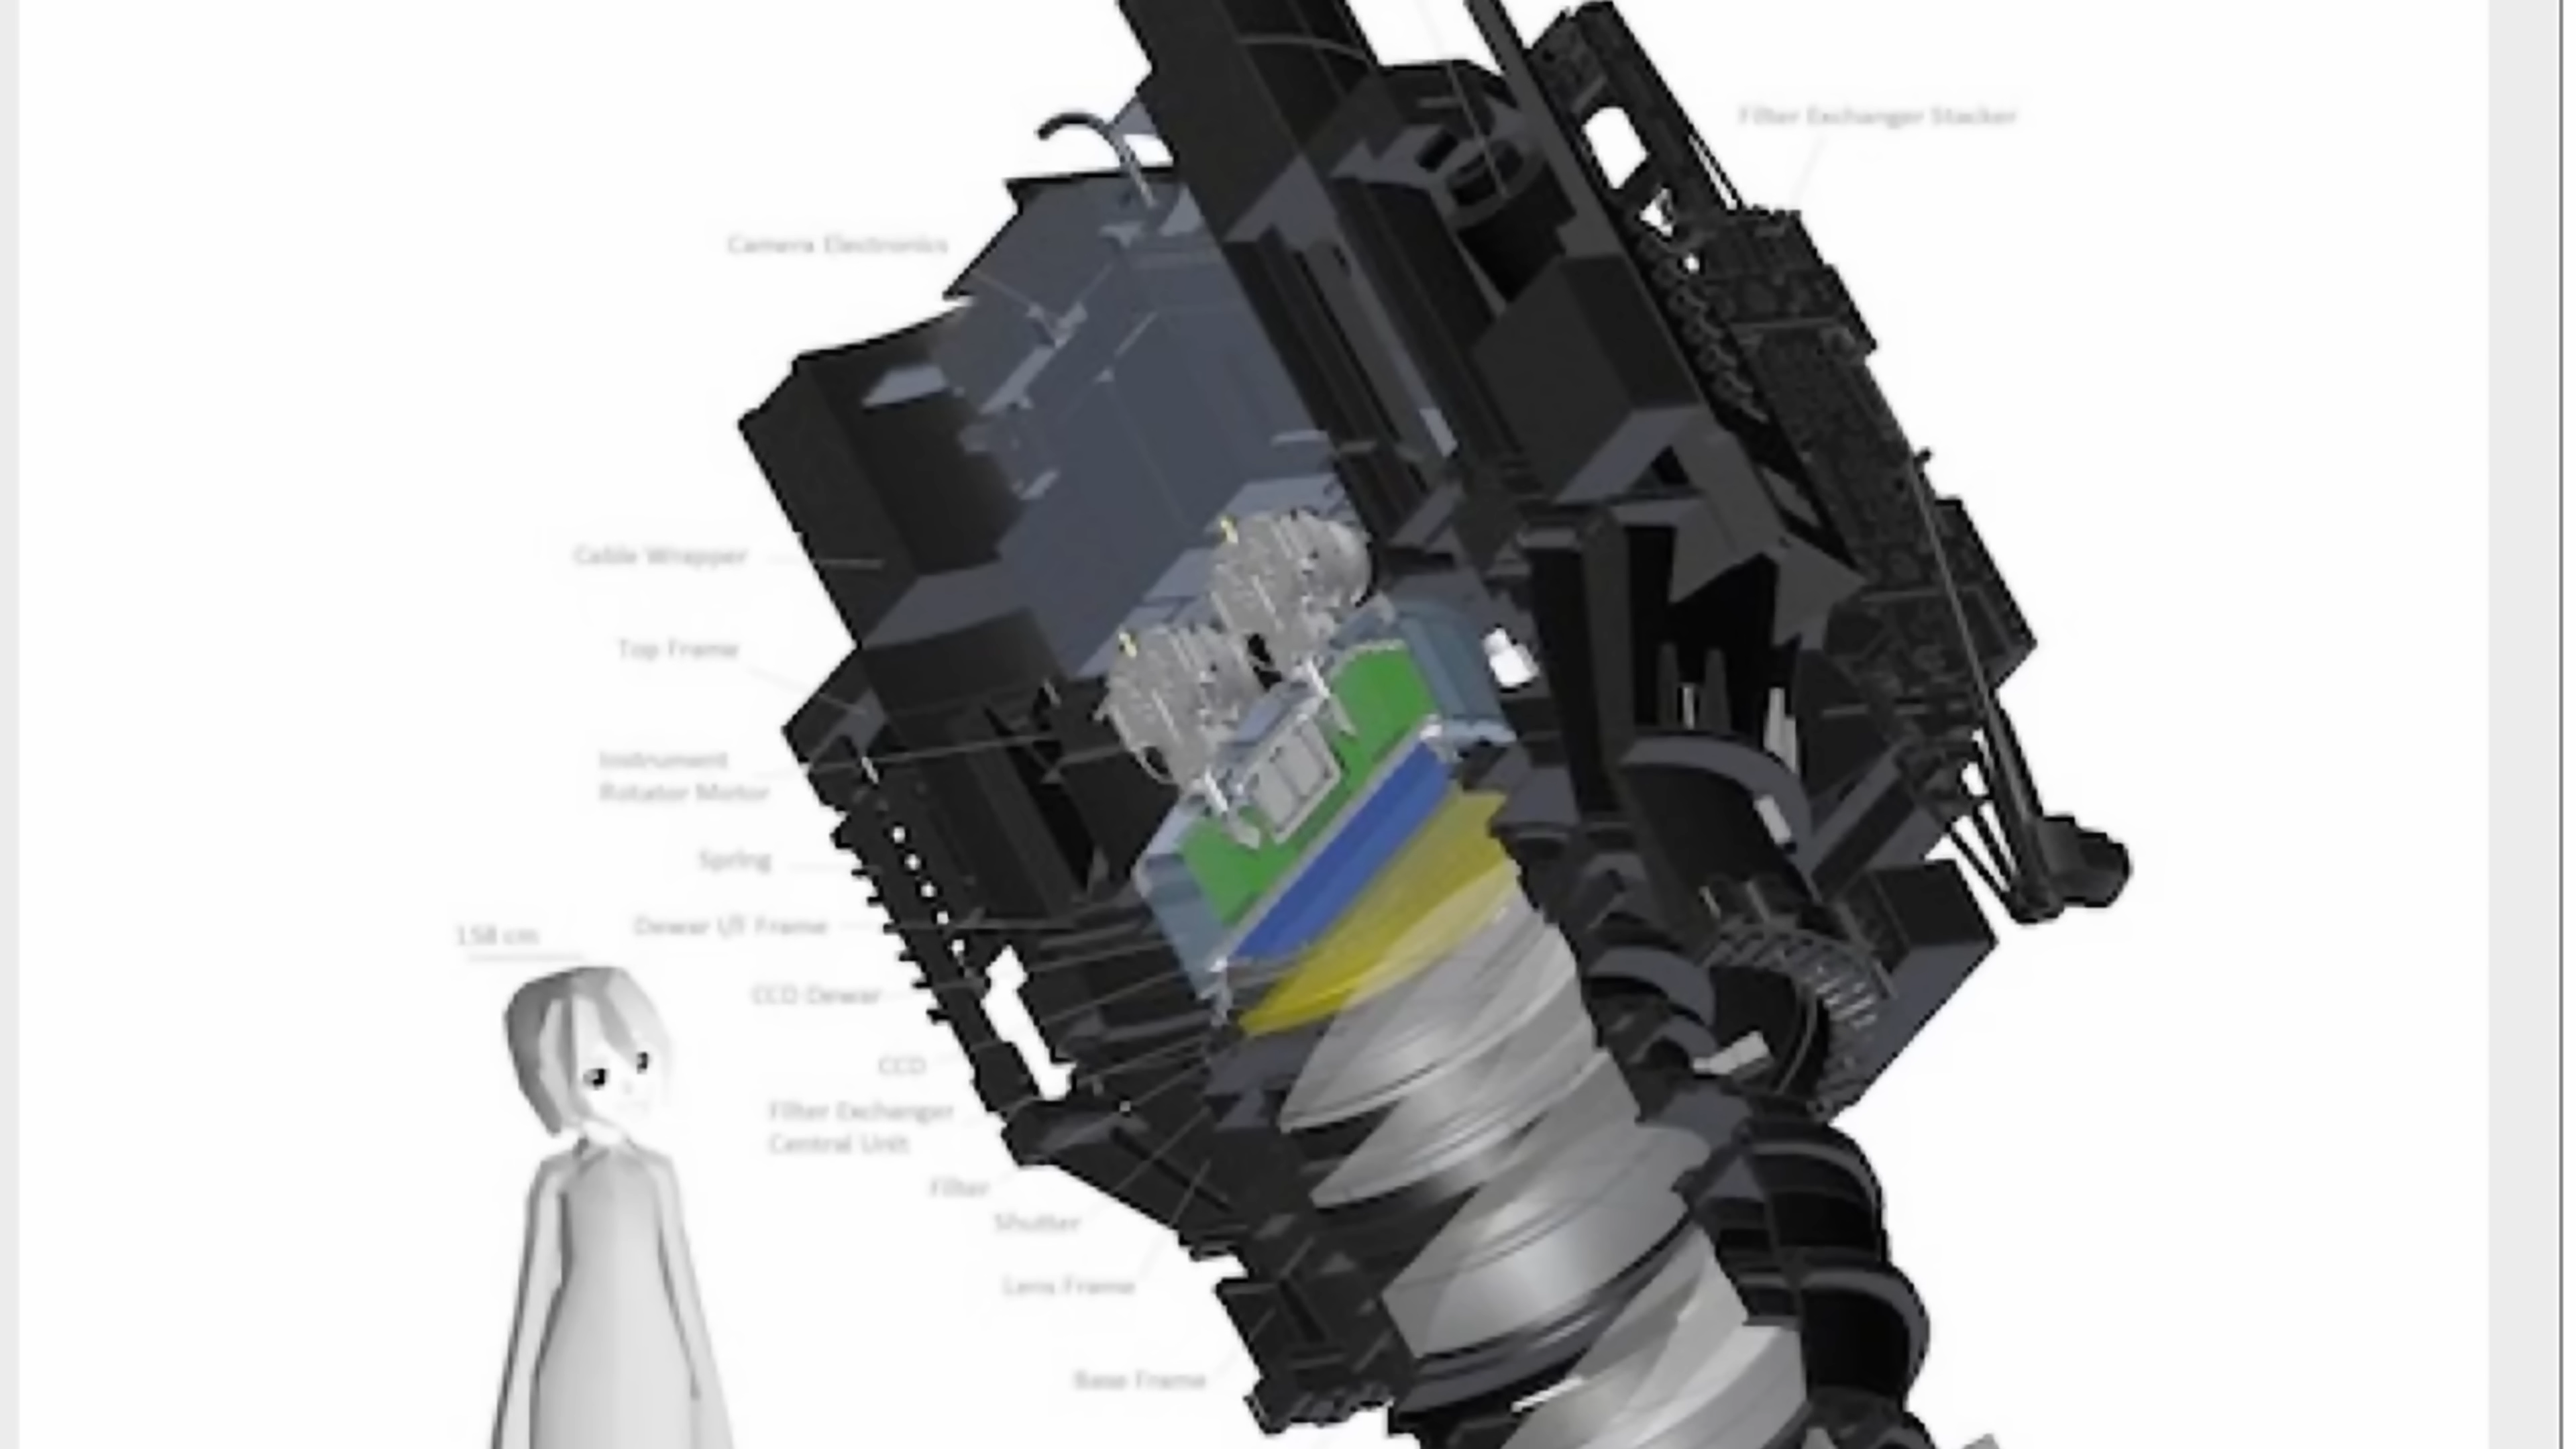 Filter Exchanger Stacker
Camera Electronics
Cable Wrapper
Top Frame
Instrument
Rotator Motor
Spring
Dewar I/F Frame
158 cm
CCD Dewar
CCD
Filter Exchanger
Central Unit
Filter
Shutter
Lens Frame
Base Frame